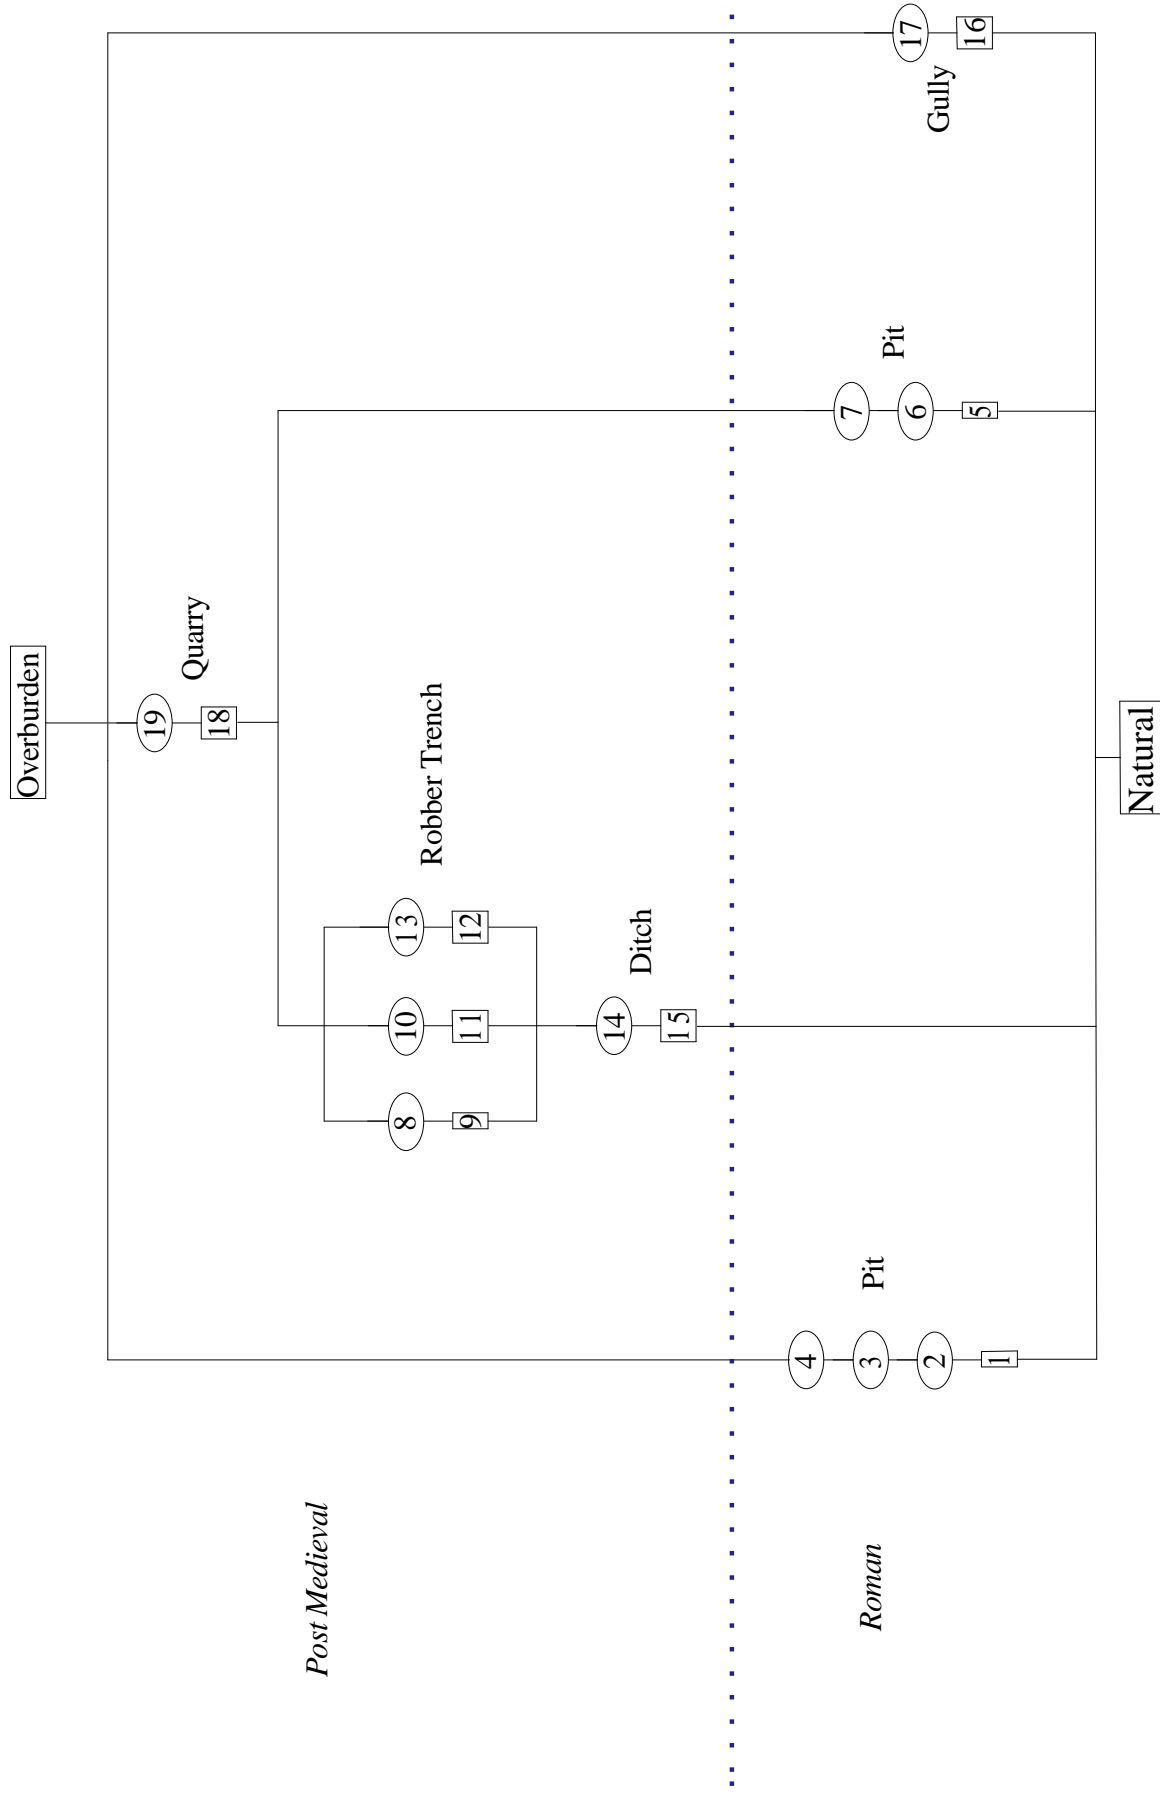 Overburden
19
Quarry
18
Post Medieval
8
10
13
Robber Trench
9
11
12
14
Ditch
15
4
7
3
Pit
Roman
6
Pit
17
Gully
2
5
16
1
Natural